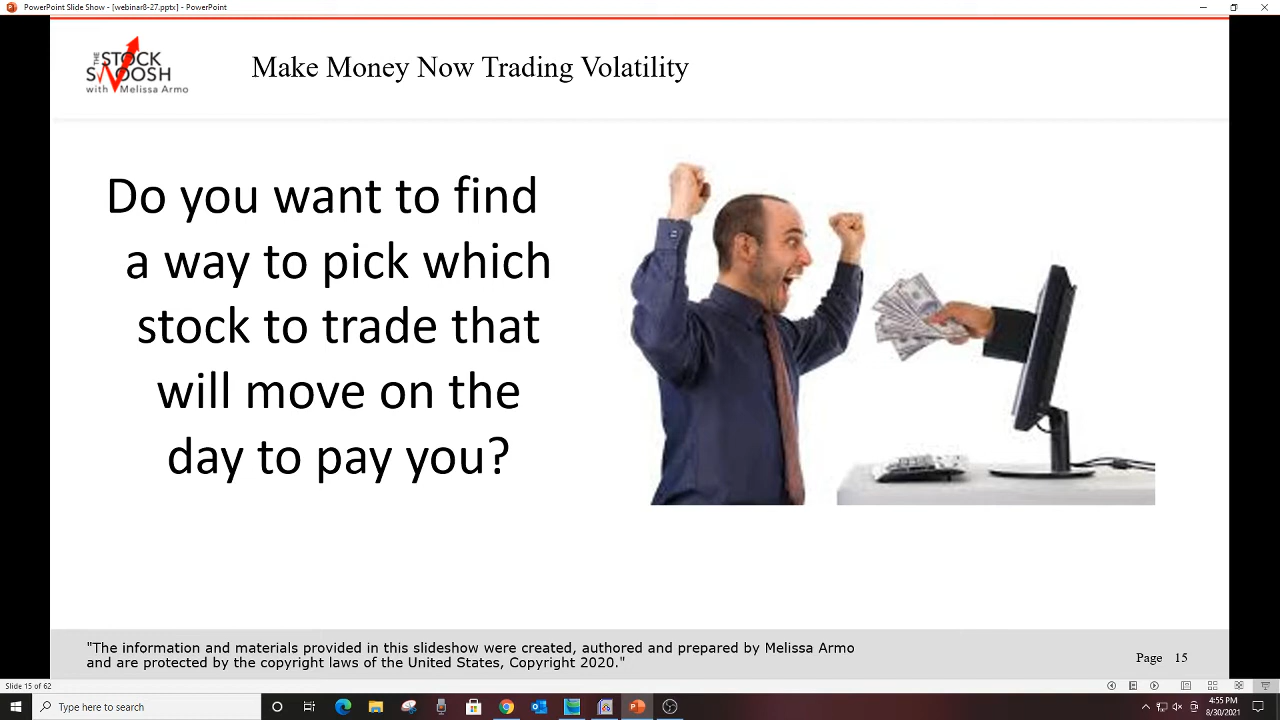 PowerPoint Slide Show - [webinar8-27.pptx] - PowerPoint
THE
STOCK
SWOOSH
with Melissa Armo
Make Money Now Trading Volatility
Do you want to find
a way to pick which
stock to trade that
will move on the
day to pay you?
"The information and materials provided in this slideshow were created, authored and prepared by Melissa Armo
and are protected by the copyright laws of the United States, Copyright 2020."
Page 15
Slide 15 of 62
Type here to search
4:55 PM
8/30/2021